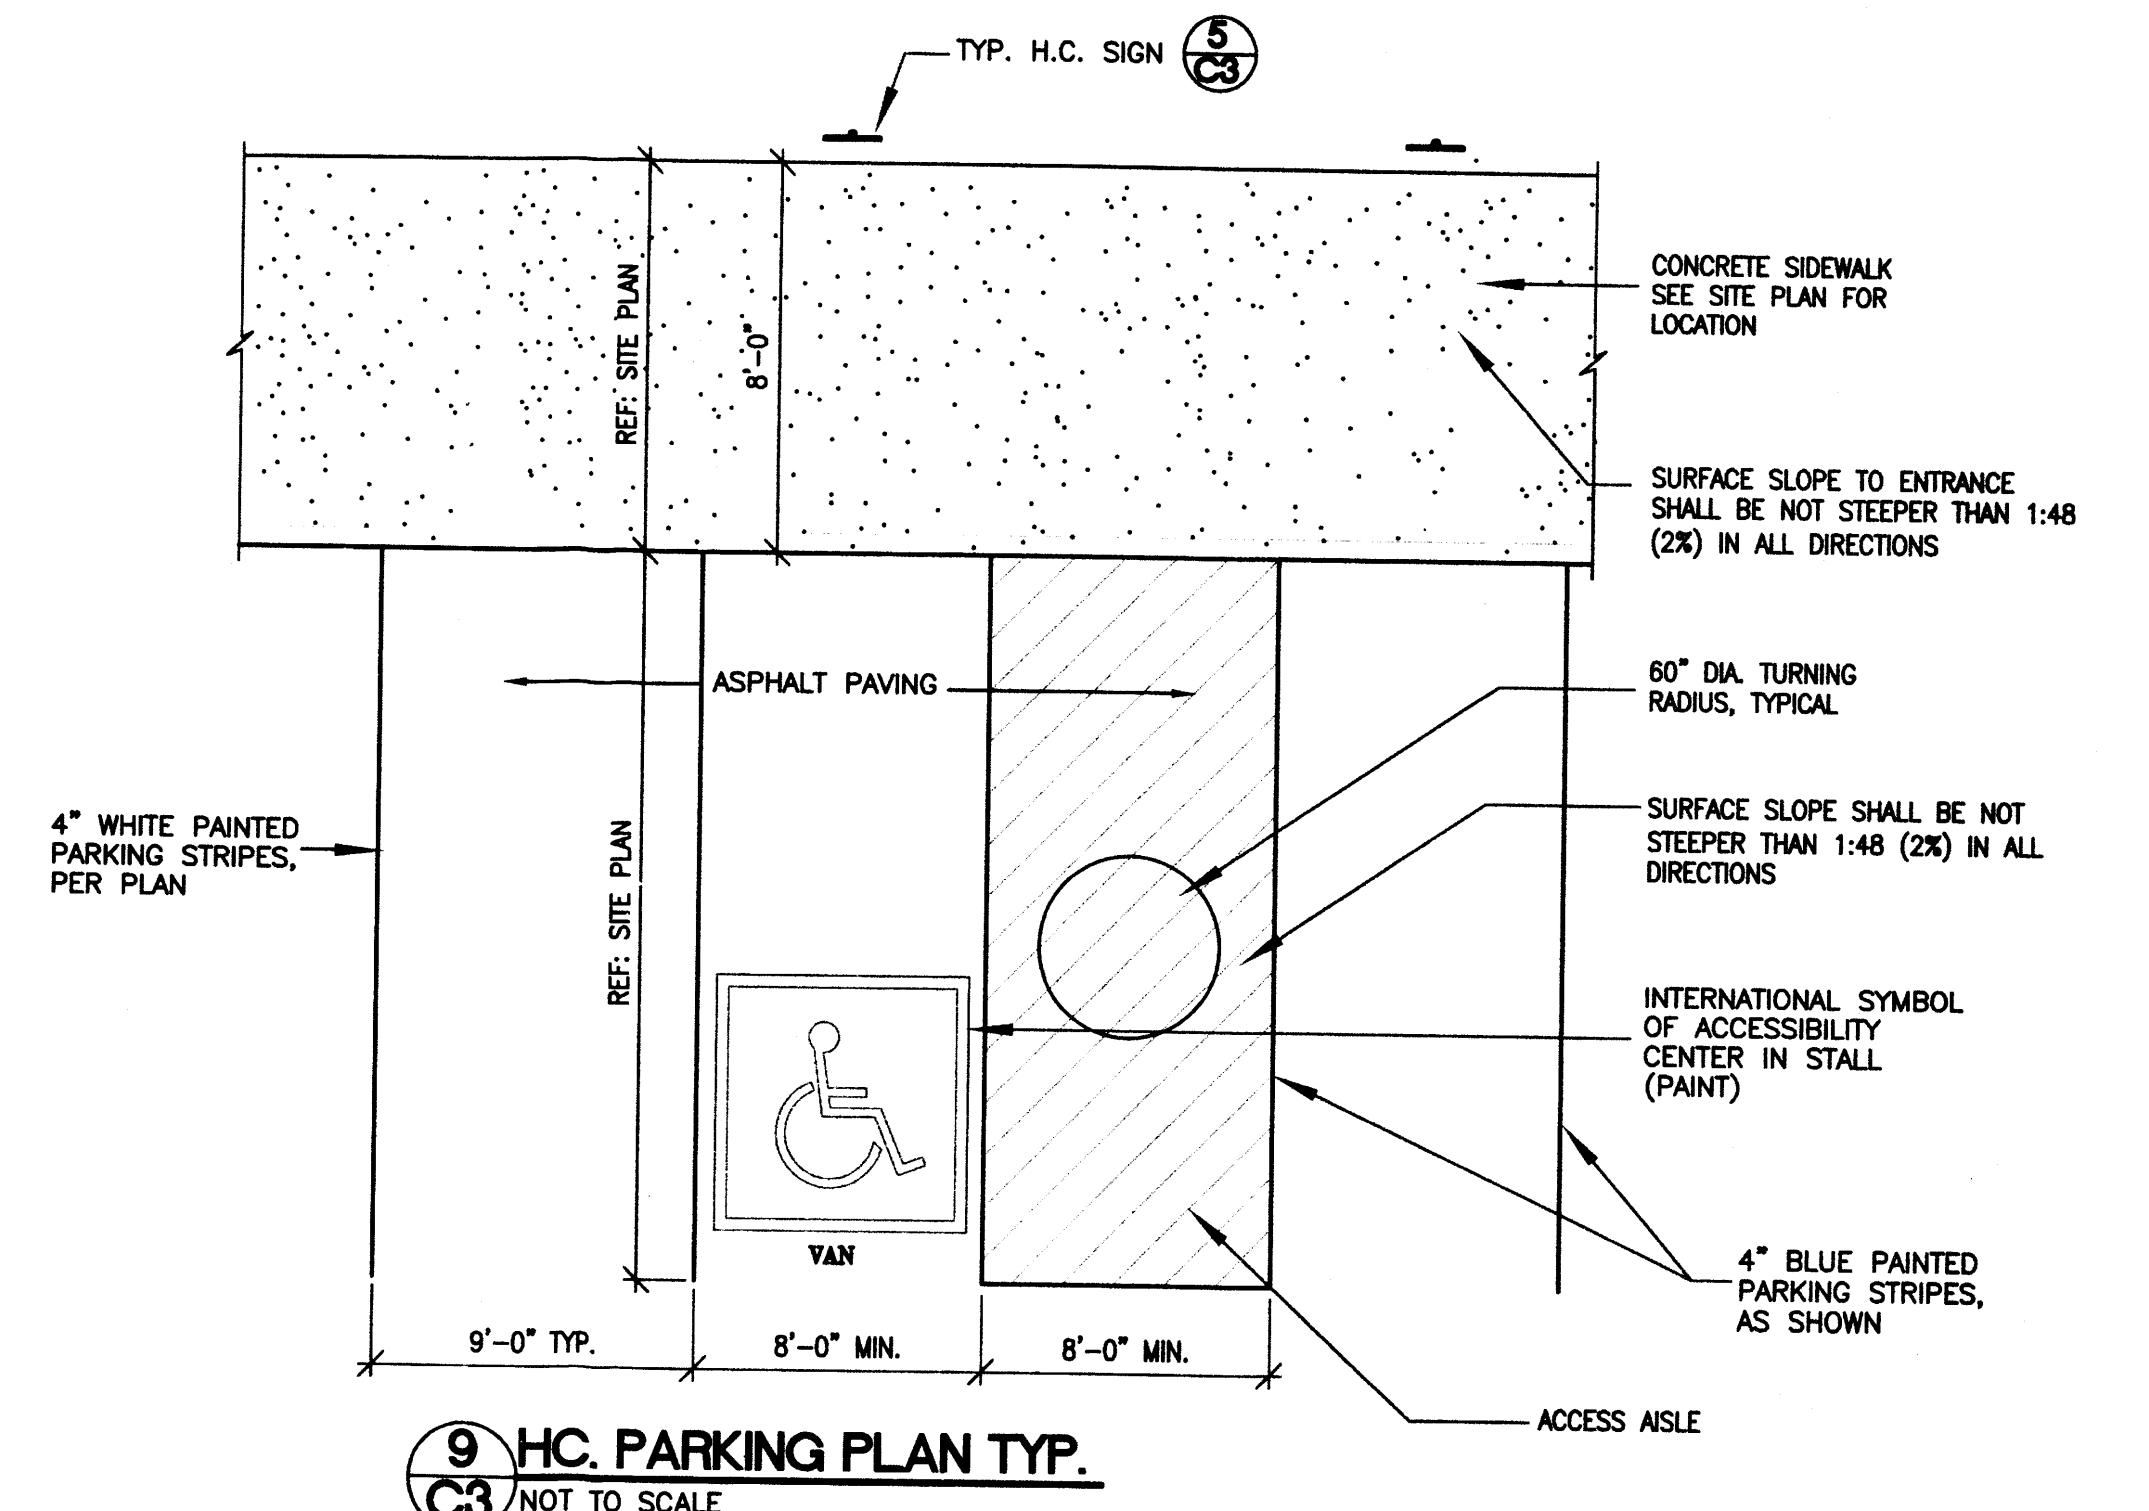 TYP. H.C. SIGN
5
C3
REF: SITE PLAN
8'-0"
CONCRETE SIDEWALK
SEE SITE PLAN FOR
LOCATION
SURFACE SLOPE TO ENTRANCE
SHALL BE NOT STEEPER THAN 1:48
(2%) IN ALL DIRECTIONS
ASPHALT PAVING
60" DIA. TURNING
RADIUS, TYPICAL
4" WHITE PAINTED
PARKING STRIPES,
PER PLAN
REF: SITE PLAN
SURFACE SLOPE SHALL BE NOT
STEEPER THAN 1:48 (2%) IN ALL
DIRECTIONS
INTERNATIONAL SYMBOL
OF ACCESSIBILITY
CENTER IN STALL
(PAINT)
VAN
4" BLUE PAINTED
PARKING STRIPES,
AS SHOWN
9'-0" TYP.
8'-0" MIN.
8'-0" MIN.
ACCESS AISLE
9
C3
HC. PARKING PLAN TYP.
NOT TO SCALE